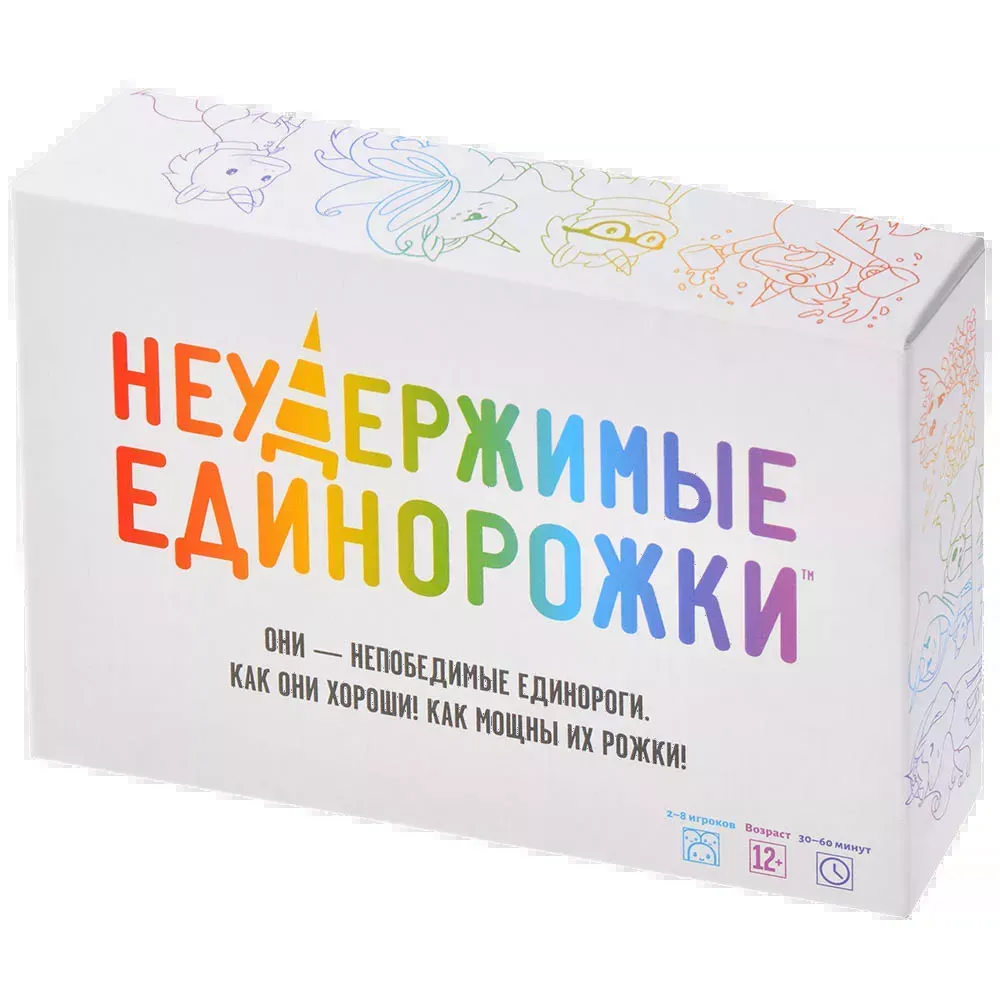 НЕУДЕРЖИМЫЕ
ЕДИНОРОЖКИ™
ОНИ — НЕПОБЕДИМЫЕ ЕДИНОРОГИ.
КАК ОНИ ХОРОШИ! КАК МОЩНЫ ИХ РОЖКИ!
2–8 игроков Возраст 30–60 минут
12+